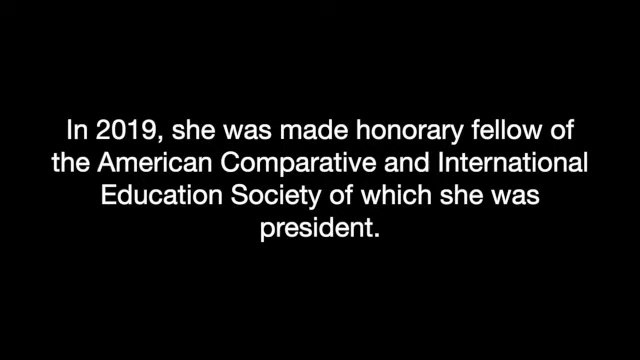 In 2019, she was made honorary fellow of
the American Comparative and International
Education Society of which she was
president.